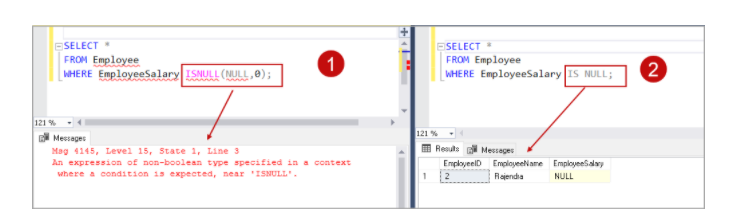 SELECT *
FROM Employee
WHERE EmployeeSalary ISNULL(NULL,0);
1
121 %
Messages
Msg 4145, Level 15, State 1, Line 3
An expression of non-boolean type specified in a context
where a condition is expected, near 'ISNULL'.
SELECT *
FROM Employee
WHERE EmployeeSalary IS NULL;
2
121 %
Results Messages
EmployeeID EmployeeName EmployeeSalary
1 2 Rajendra NULL